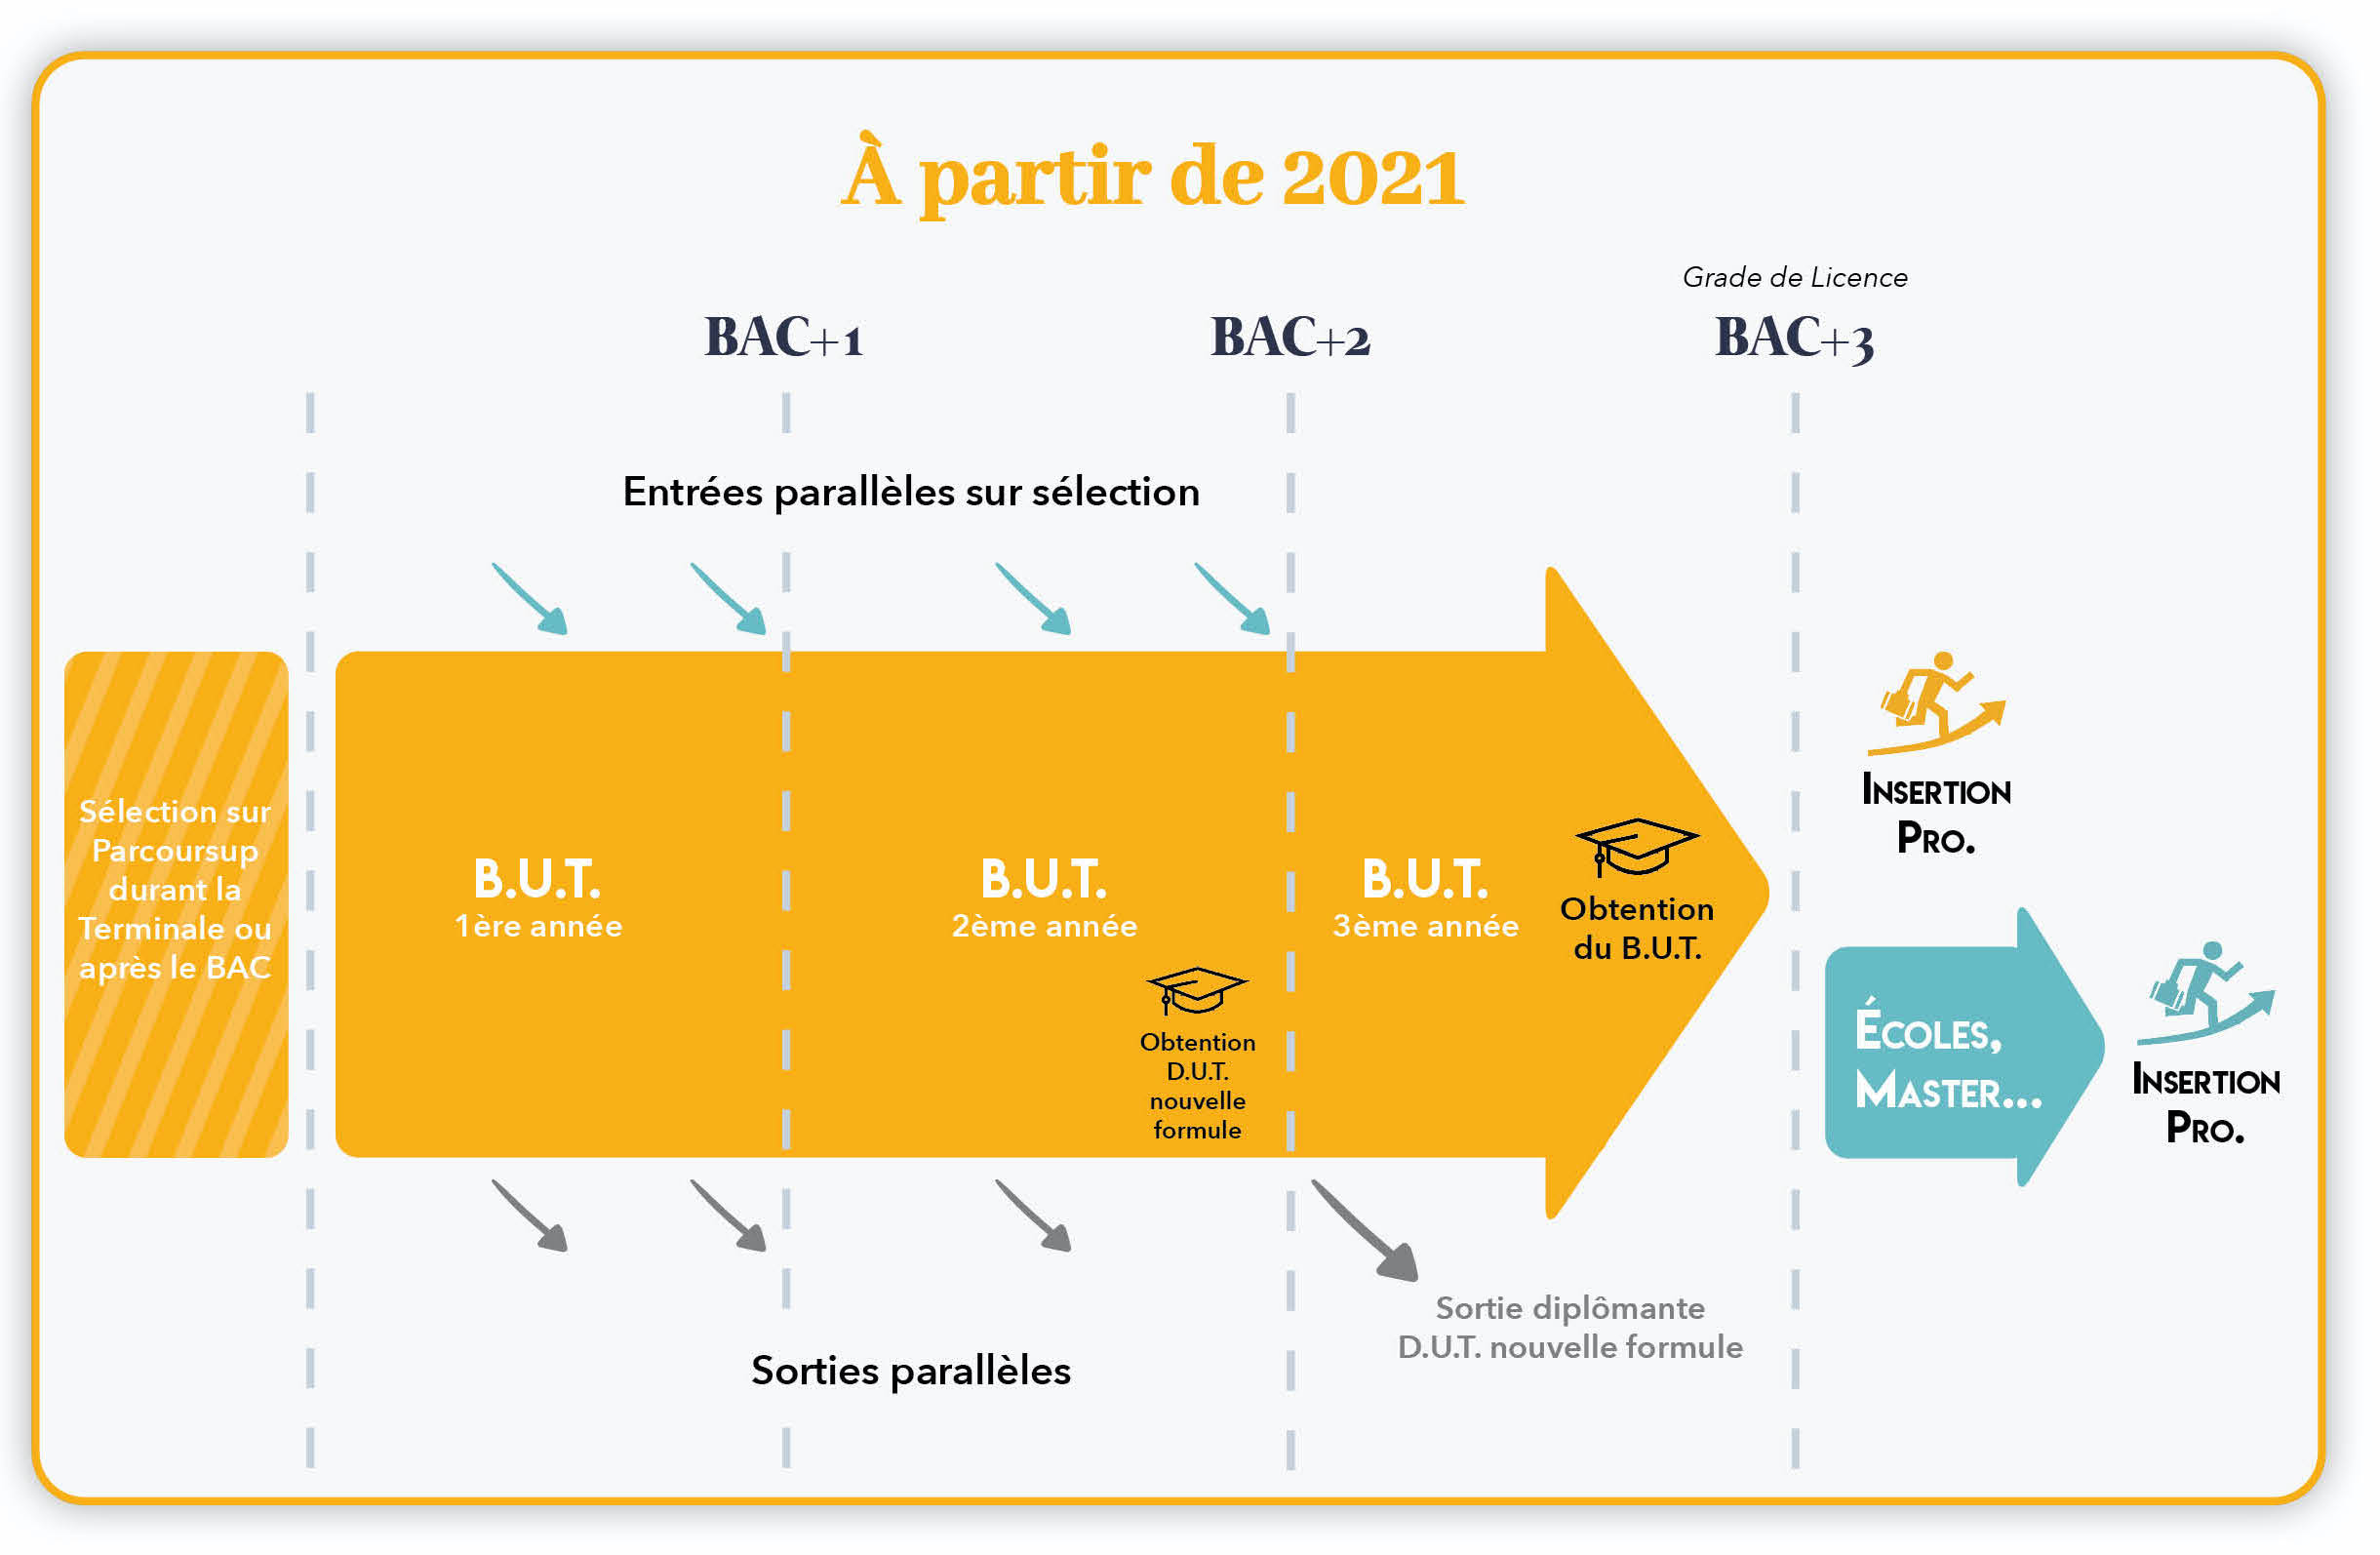 À partir de 2021
Grade de Licence
BAC+1
BAC+2
BAC+3
Entrées parallèles sur sélection
Sélection sur
Parcoursup
durant la
Terminale ou
après le BAC
B.U.T.
1ère année
B.U.T.
2ème année
Obtention
D.U.T.
nouvelle
formule
B.U.T.
3ème année
Obtention
du B.U.T.
INSERTION
PRO.
ÉCOLES,
MASTER...
INSERTION
PRO.
Sortie diplômante
D.U.T. nouvelle formule
Sorties parallèles